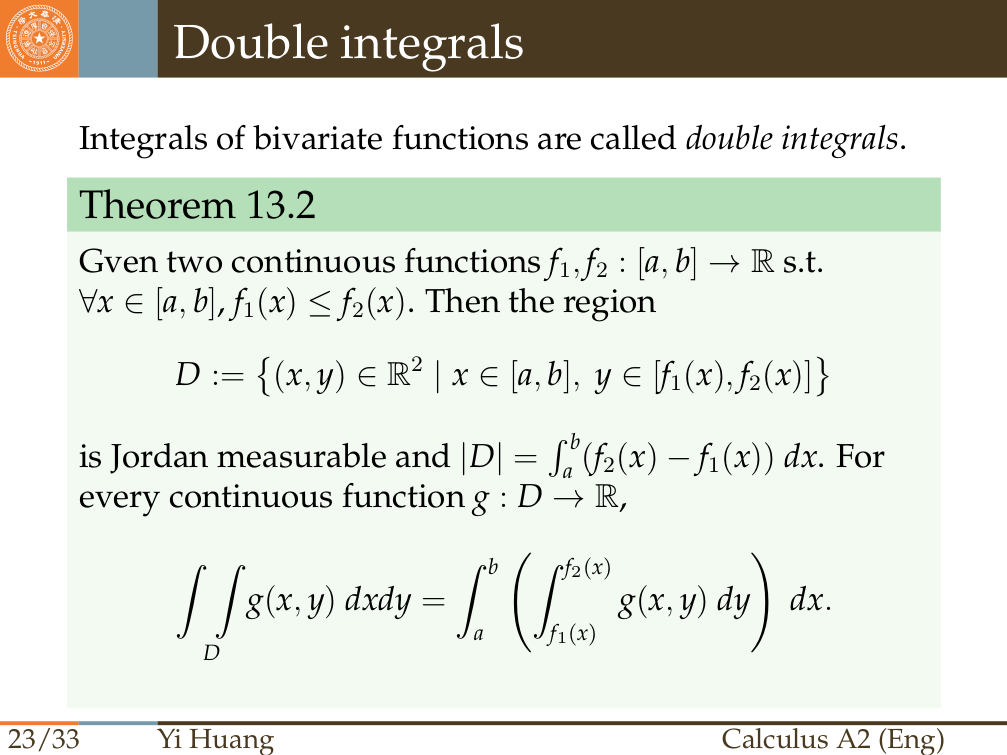 Double integrals
Integrals of bivariate functions are called double integrals.
Theorem 13.2
Gven two continuous functions f₁, f₂ : [a, b] → ℝ s.t.
∀x ∈ [a, b], f₁(x) ≤ f₂(x). Then the region
D := {(x, y) ∈ ℝ² | x ∈ [a, b], y ∈ [f₁(x), f₂(x)]}
is Jordan measurable and |D| = ∫ₐᵇ(f₂(x) − f₁(x)) dx. For
every continuous function g : D → ℝ,
∫∫_D g(x, y) dxdy = ∫ₐᵇ (∫_{f₁(x)}^{f₂(x)} g(x, y) dy) dx.
23/33 Yi Huang Calculus A2 (Eng)